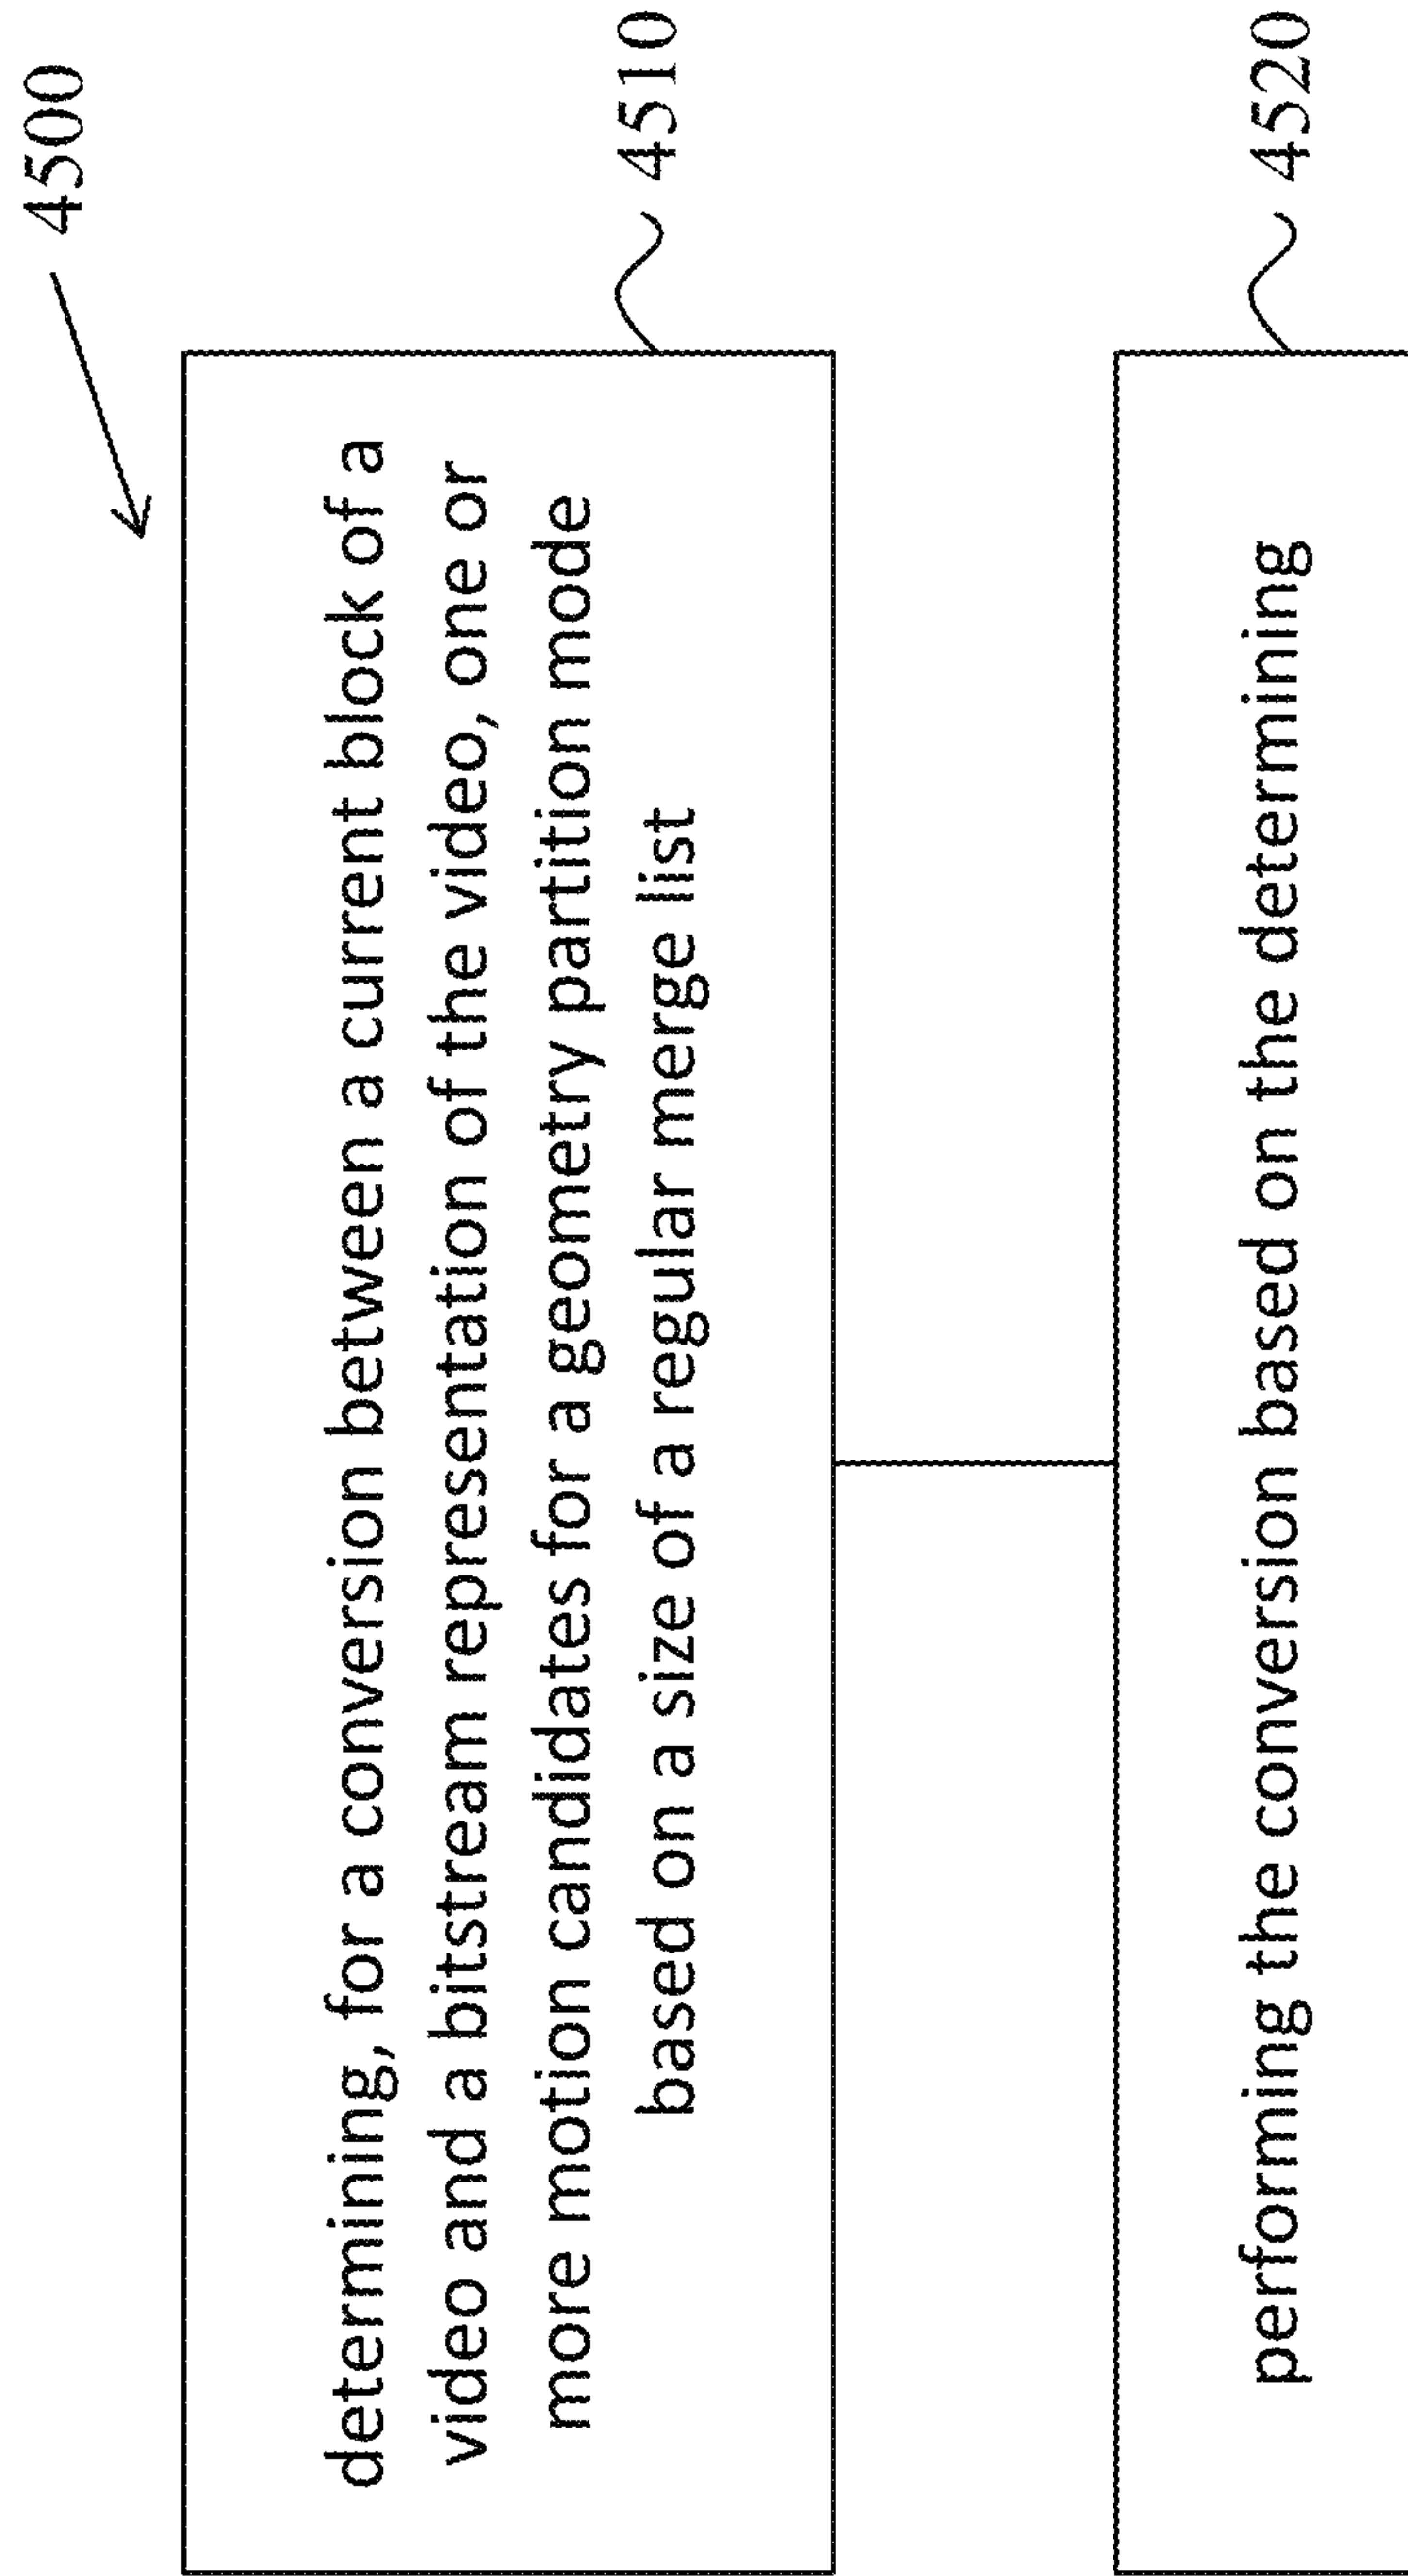 4500
determining, for a conversion between a current block of a
video and a bitstream representation of the video, one or
more motion candidates for a geometry partition mode
based on a size of a regular merge list
4510
performing the conversion based on the determining
4520